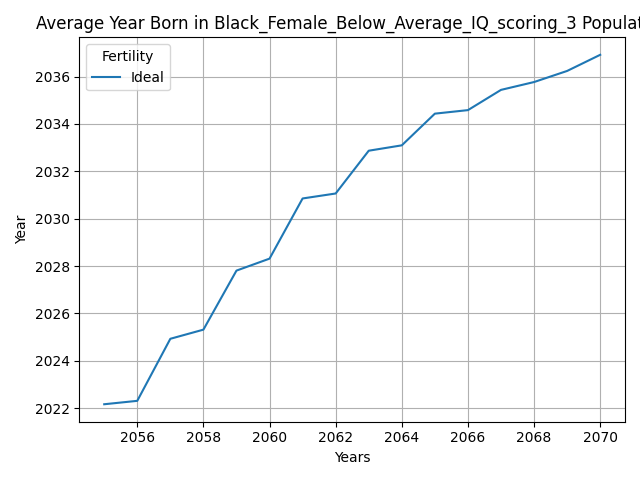 Average Year Born in Black_Female_Below_Average_IQ_scoring_3 Populat
Fertility
Ideal
2036
2034
2032
2030
2028
2026
2024
2022
Year
2056 2058 2060 2062 2064 2066 2068 2070
Years